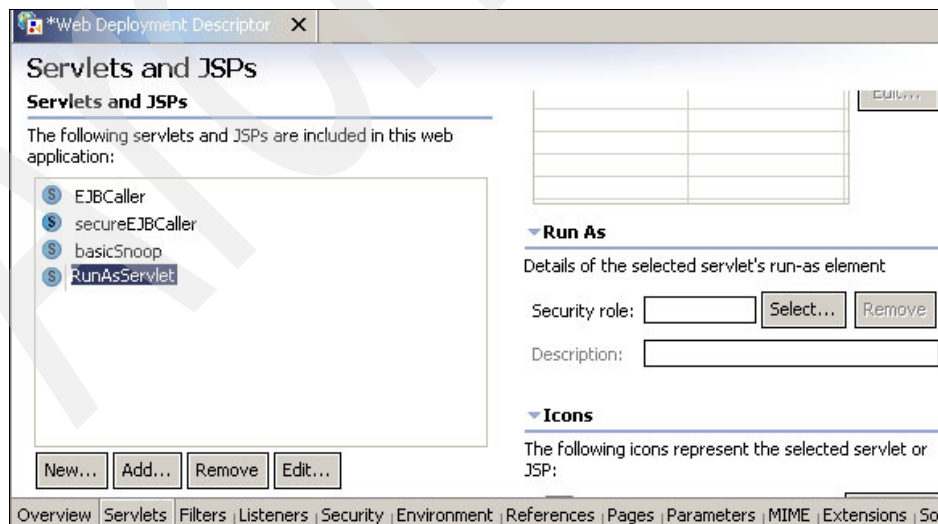 *Web Deployment Descriptor X
Servlets and JSPs
Servlets and JSPs
The following servlets and JSPs are included in this web
application:
S EJBCaller
S secureEJBCaller
S basicSnoop
S RunAsServlet
New... Add... Remove Edit...
Edit...
Run As
Details of the selected servlet's run-as element
Security role: Select... Remove
Description:
Icons
The following icons represent the selected servlet or
JSP:
Overview Servlets Filters Listeners Security Environment References Pages Parameters MIME Extensions So